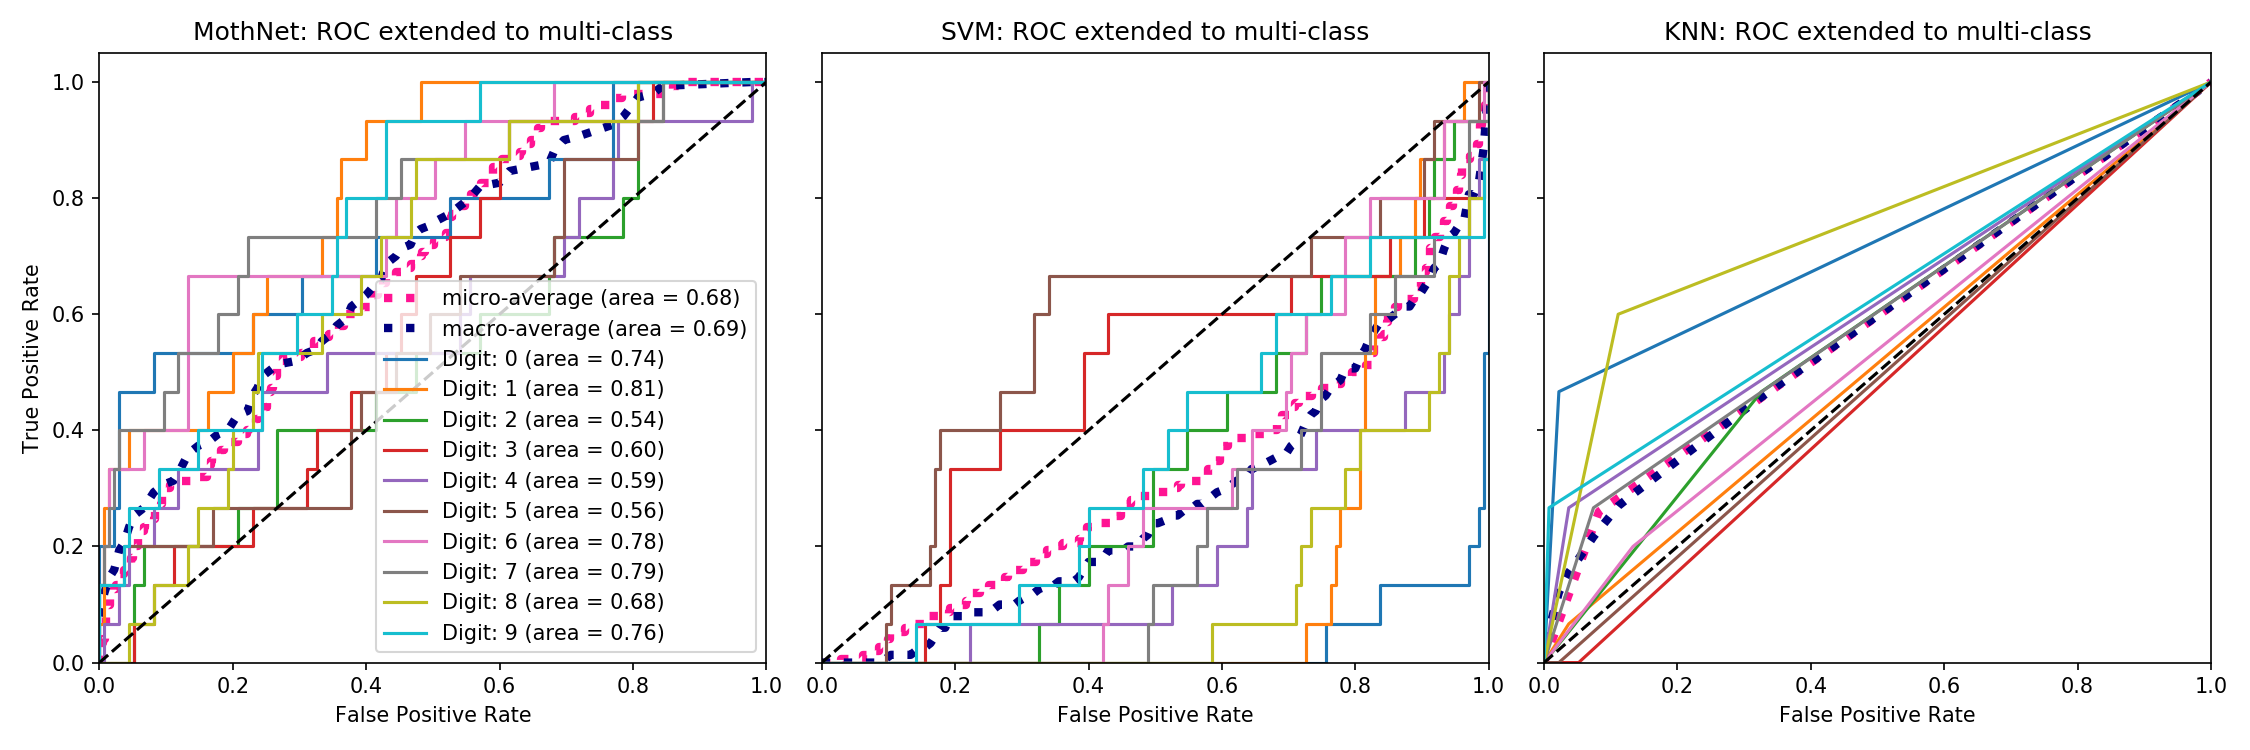 MothNet: ROC extended to multi-class
SVM: ROC extended to multi-class
KNN: ROC extended to multi-class
True Positive Rate
1.0
0.8
0.6
0.4
0.2
0.0
micro-average (area = 0.68)
macro-average (area = 0.69)
Digit: 0 (area = 0.74)
Digit: 1 (area = 0.81)
Digit: 2 (area = 0.54)
Digit: 3 (area = 0.60)
Digit: 4 (area = 0.59)
Digit: 5 (area = 0.56)
Digit: 6 (area = 0.78)
Digit: 7 (area = 0.79)
Digit: 8 (area = 0.68)
Digit: 9 (area = 0.76)
0.0 0.2 0.4 0.6 0.8 1.0
0.0 0.2 0.4 0.6 0.8 1.0
0.0 0.2 0.4 0.6 0.8 1.0
False Positive Rate
False Positive Rate
False Positive Rate